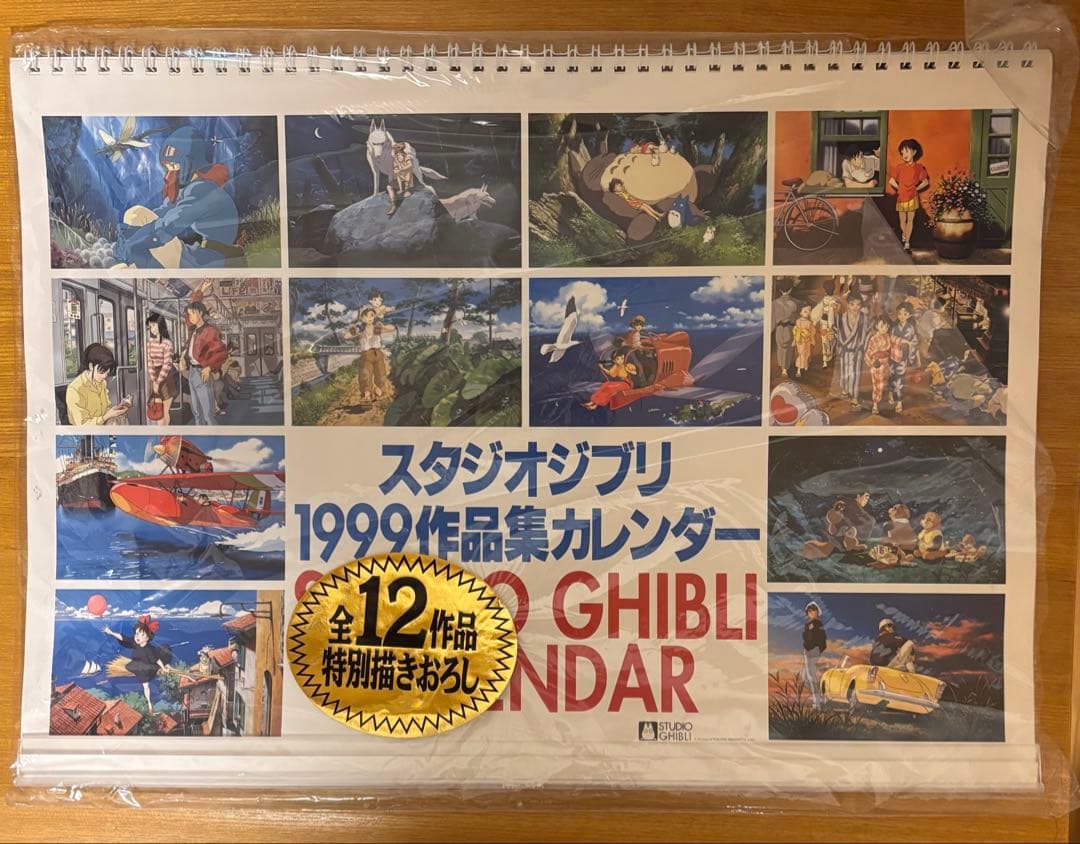 スタジオジブリ
1999作品集カレンダー
O GHIBLI
NDAR
全12作品
特別描きおろし
STUDIO
GHIBLI